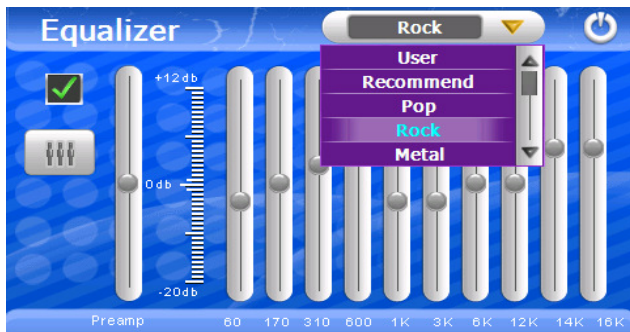 Equalizer
Rock
User
Recommend
Pop
Rock
Metal
+12db
0db
-20db
Preamp 60 170 310 600 1K 3K 6K 12K 14K 16K